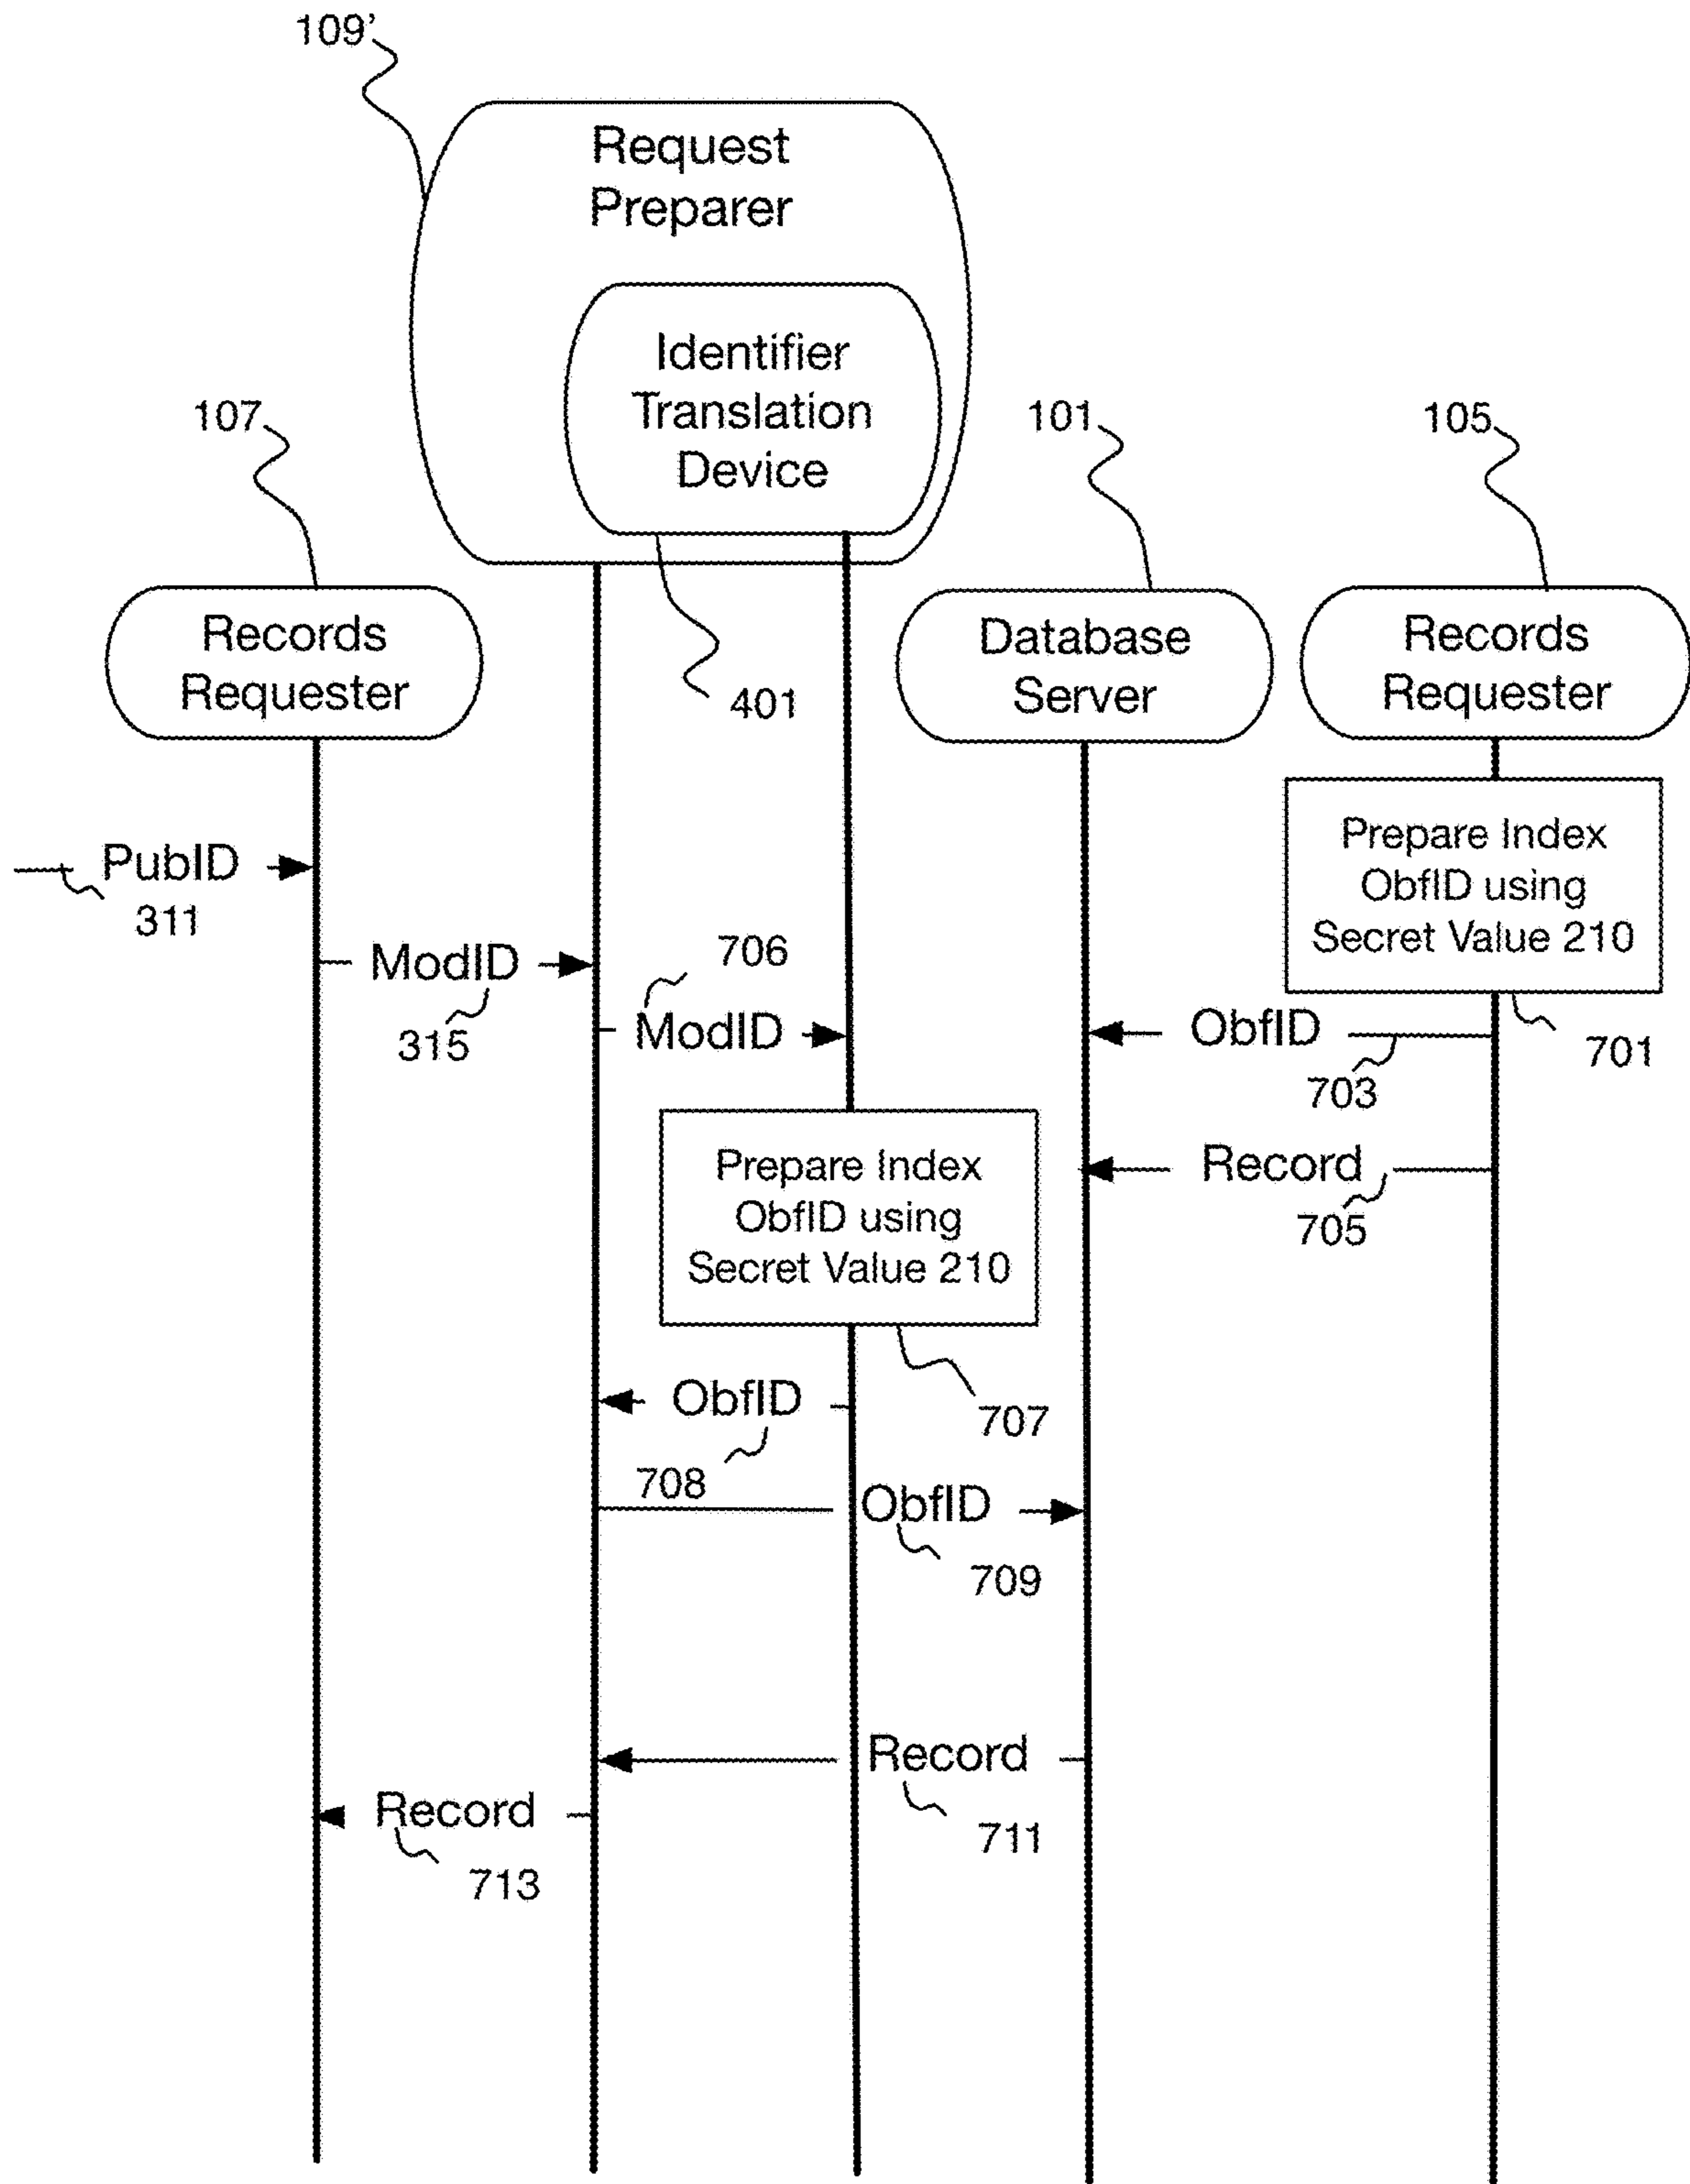 109’
Request
Preparer
Identifier
Translation
Device
107
101
105
401
Records
Requester
Database
Server
Records
Requester
Prepare Index
ObfID using
Secret Value 210
PubID
311
ModID
315
706
ModID
ObfID
703
701
Record
705
Prepare Index
ObfID using
Secret Value 210
707
ObfID
708
ObfID
709
Record
711
Record
713